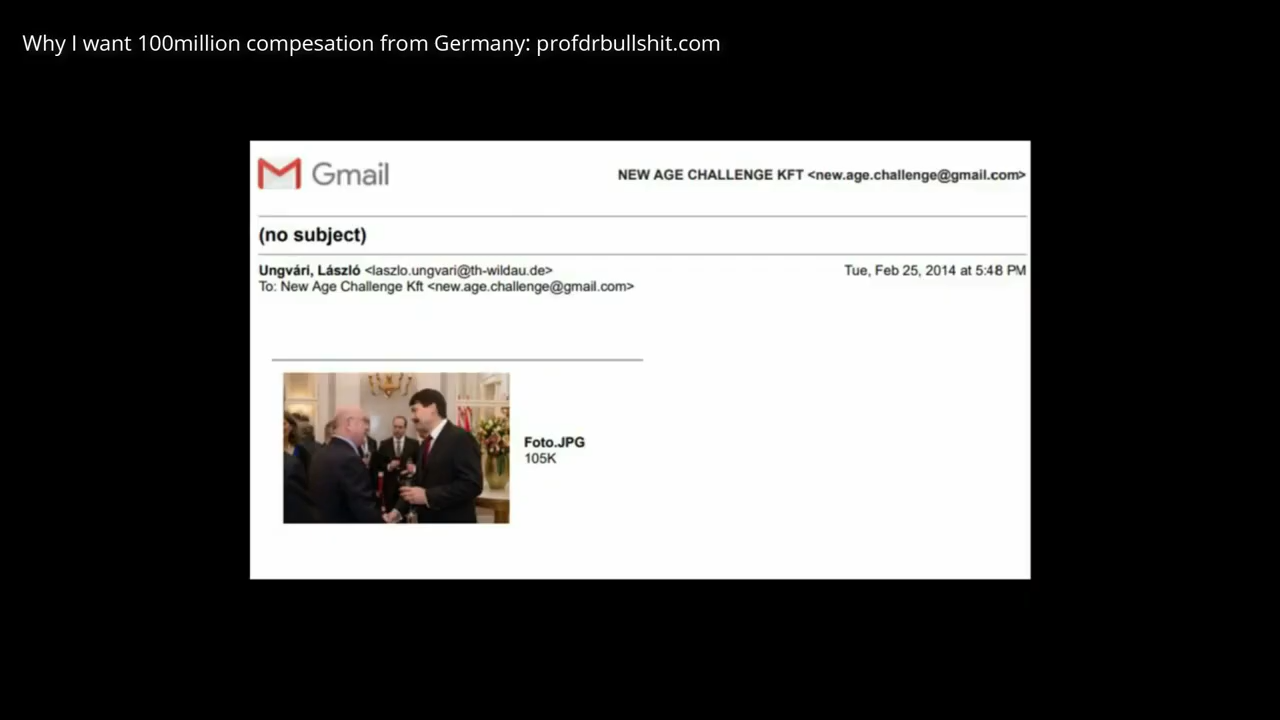 Why I want 100million compesation from Germany: profdrbullshit.com
Gmail
NEW AGE CHALLENGE KFT <new.age.challenge@gmail.com>
(no subject)
Ungvári, László <laszlo.ungvari@th-wildau.de>
Tue, Feb 25, 2014 at 5:48 PM
To: New Age Challenge Kft <new.age.challenge@gmail.com>
Foto.JPG
105K